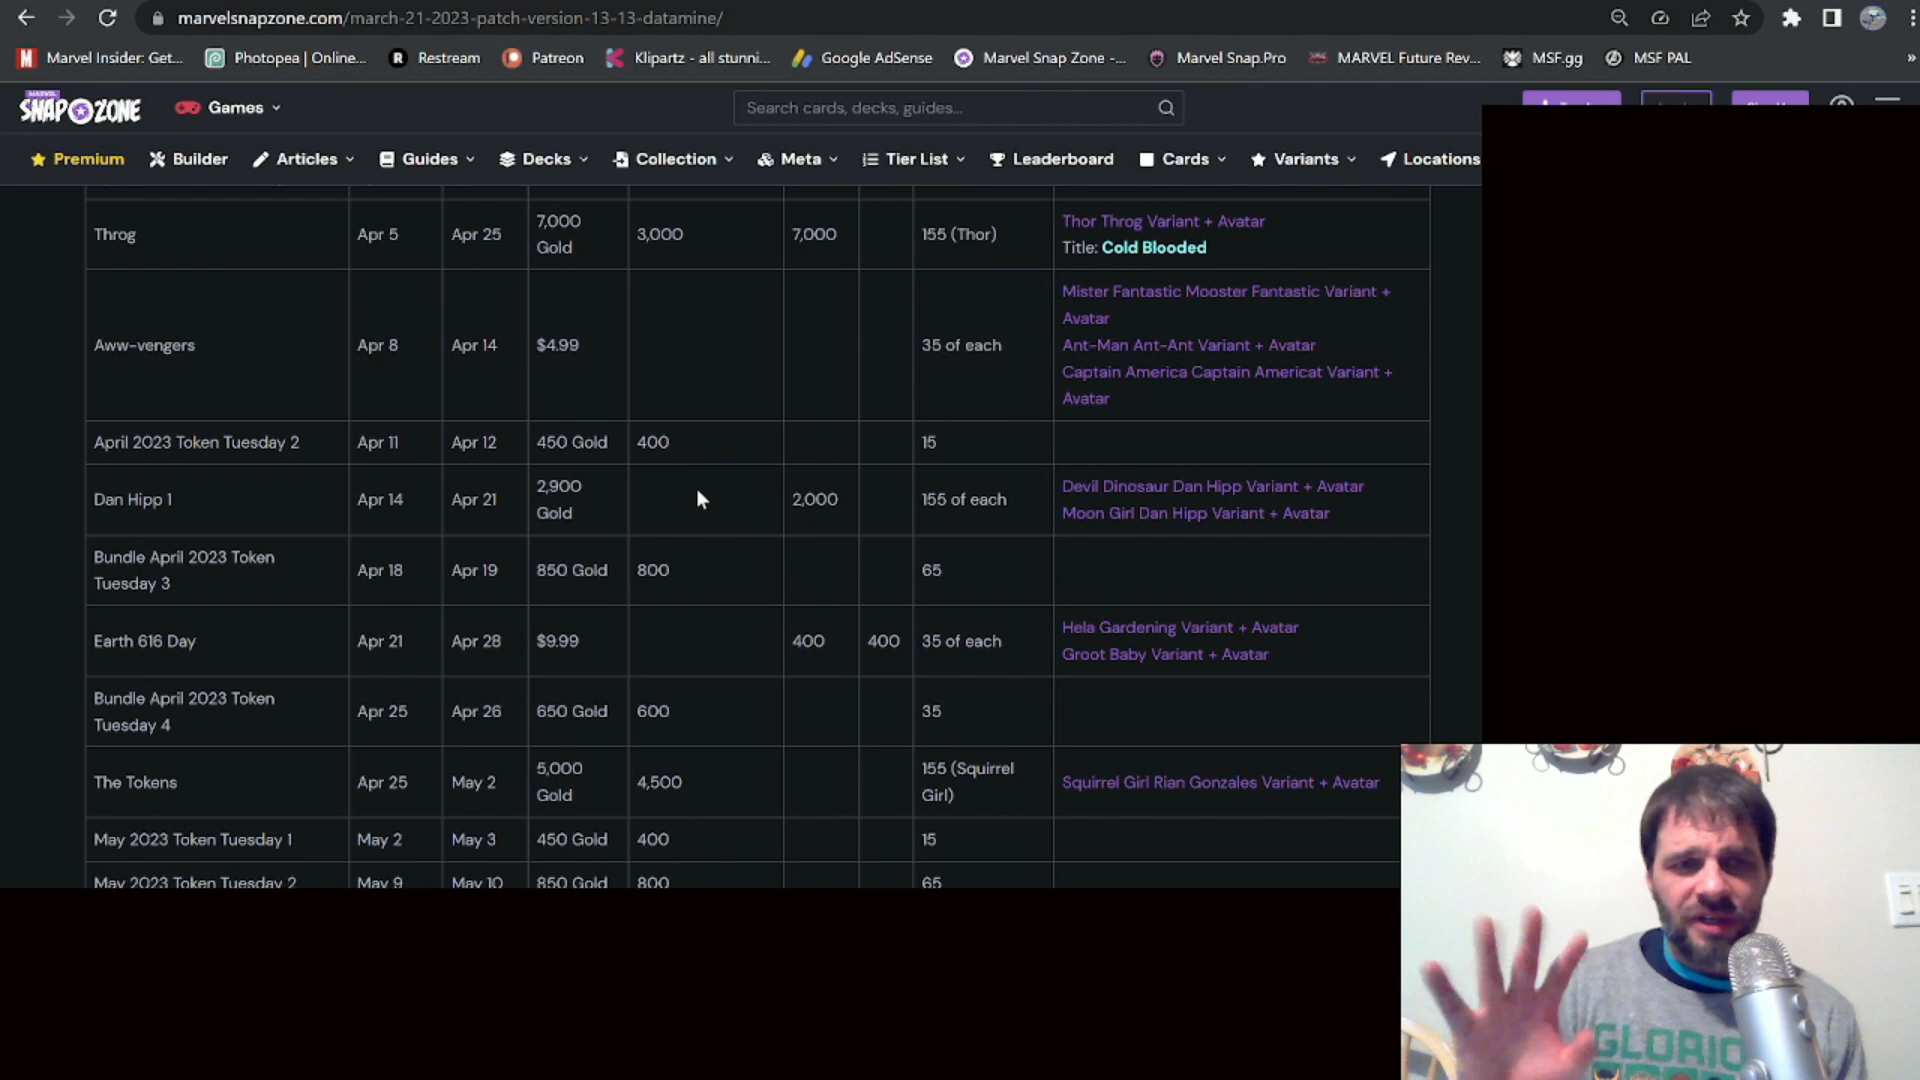 marvelsnapzone.com/march-21-2023-patch-version-13-13-datamine/
Marvel Insider: Get...
Photopea | Online...
Restream
Patreon
Klipartz - all stunni...
Google AdSense
Marvel Snap Zone -...
Marvel Snap.Pro
MARVEL Future Rev...
MSF.gg
MSF PAL
»
MARVEL
SNAP ZONE
Games
Search cards, decks, guides...
Premium
Builder
Articles
Guides
Decks
Collection
Meta
Tier List
Leaderboard
Cards
Variants
Locations
Throg
Apr 5
Apr 25
7,000
Gold
3,000
7,000
155 (Thor)
Thor Throg Variant + Avatar
Title: Cold Blooded
Aww-vengers
Apr 8
Apr 14
$4.99
35 of each
Mister Fantastic Mooster Fantastic Variant +
Avatar
Ant-Man Ant-Ant Variant + Avatar
Captain America Captain Americat Variant +
Avatar
April 2023 Token Tuesday 2
Apr 11
Apr 12
450 Gold
400
15
Dan Hipp 1
Apr 14
Apr 21
2,900
Gold
2,000
155 of each
Devil Dinosaur Dan Hipp Variant + Avatar
Moon Girl Dan Hipp Variant + Avatar
Bundle April 2023 Token
Tuesday 3
Apr 18
Apr 19
850 Gold
800
65
Earth 616 Day
Apr 21
Apr 28
$9.99
400
400
35 of each
Hela Gardening Variant + Avatar
Groot Baby Variant + Avatar
Bundle April 2023 Token
Tuesday 4
Apr 25
Apr 26
650 Gold
600
35
The Tokens
Apr 25
May 2
5,000
Gold
4,500
155 (Squirrel
Girl)
Squirrel Girl Rian Gonzales Variant + Avatar
May 2023 Token Tuesday 1
May 2
May 3
450 Gold
400
15
May 2023 Token Tuesday 2
May 9
May 10
850 Gold
800
65
GLORIO